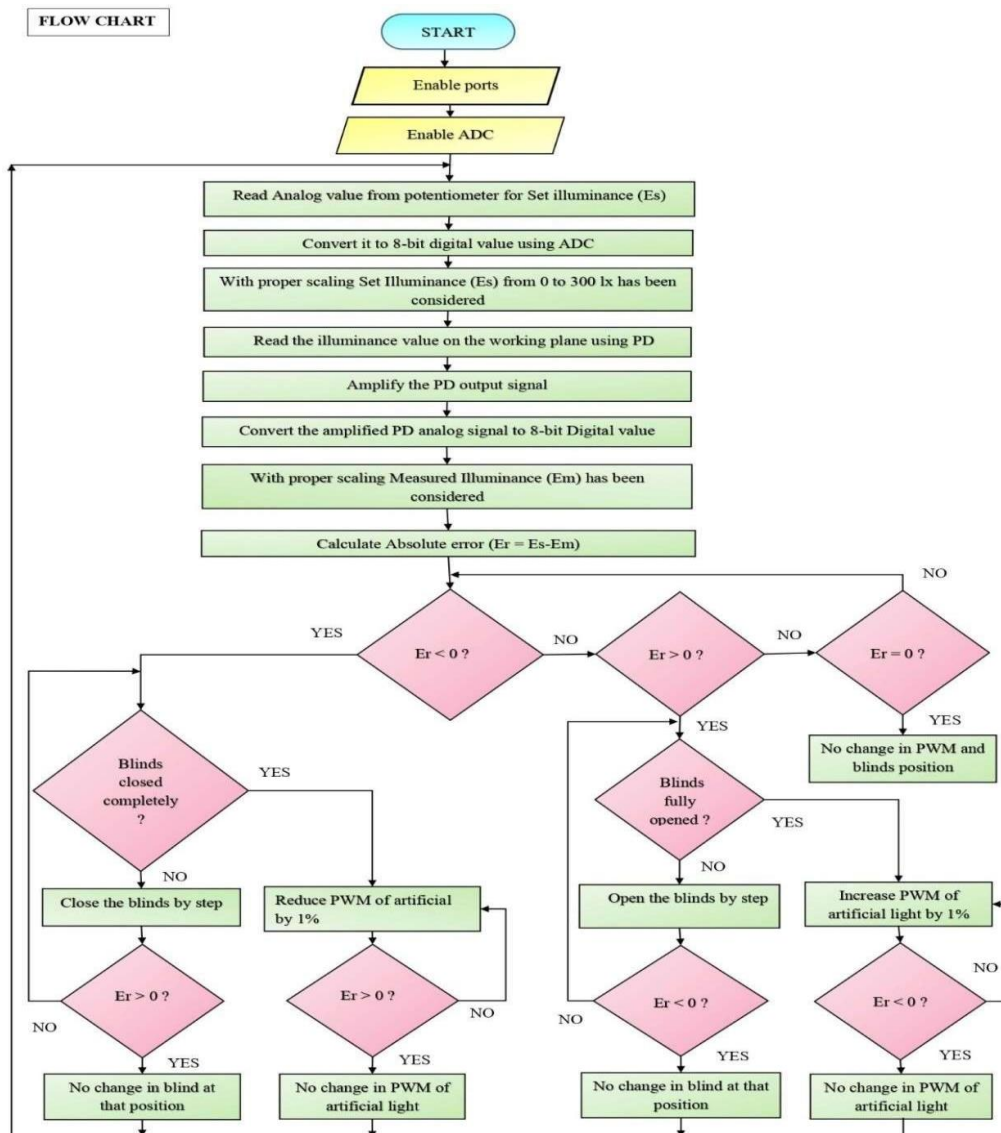 FLOW CHART
START
Enable ports
Enable ADC
Read Analog value from potentiometer for Set illuminance (Es)
Convert it to 8-bit digital value using ADC
With proper scaling Set Illuminance (Es) from 0 to 300 lx has been
considered
Read the illuminance value on the working plane using PD
Amplify the PD output signal
Convert the amplified PD analog signal to 8-bit Digital value
With proper scaling Measured Illuminance (Em) has been
considered
Calculate Absolute error (Er = Es-Em)
NO
YES
Er < 0 ?
NO
Er > 0 ?
NO
Er = 0 ?
YES
YES
No change in PWM and
blinds position
Blinds
closed
completely
?
YES
Blinds
fully
opened ?
YES
NO
NO
Close the blinds by step
Reduce PWM of artificial
by 1%
Open the blinds by step
Increase PWM of
artificial light by 1%
Er > 0 ?
NO
Er > 0 ?
NO
Er < 0 ?
NO
Er < 0 ?
NO
YES
YES
YES
YES
No change in blind at
that position
No change in PWM of
artificial light
No change in blind at that
position
No change in PWM of
artificial light